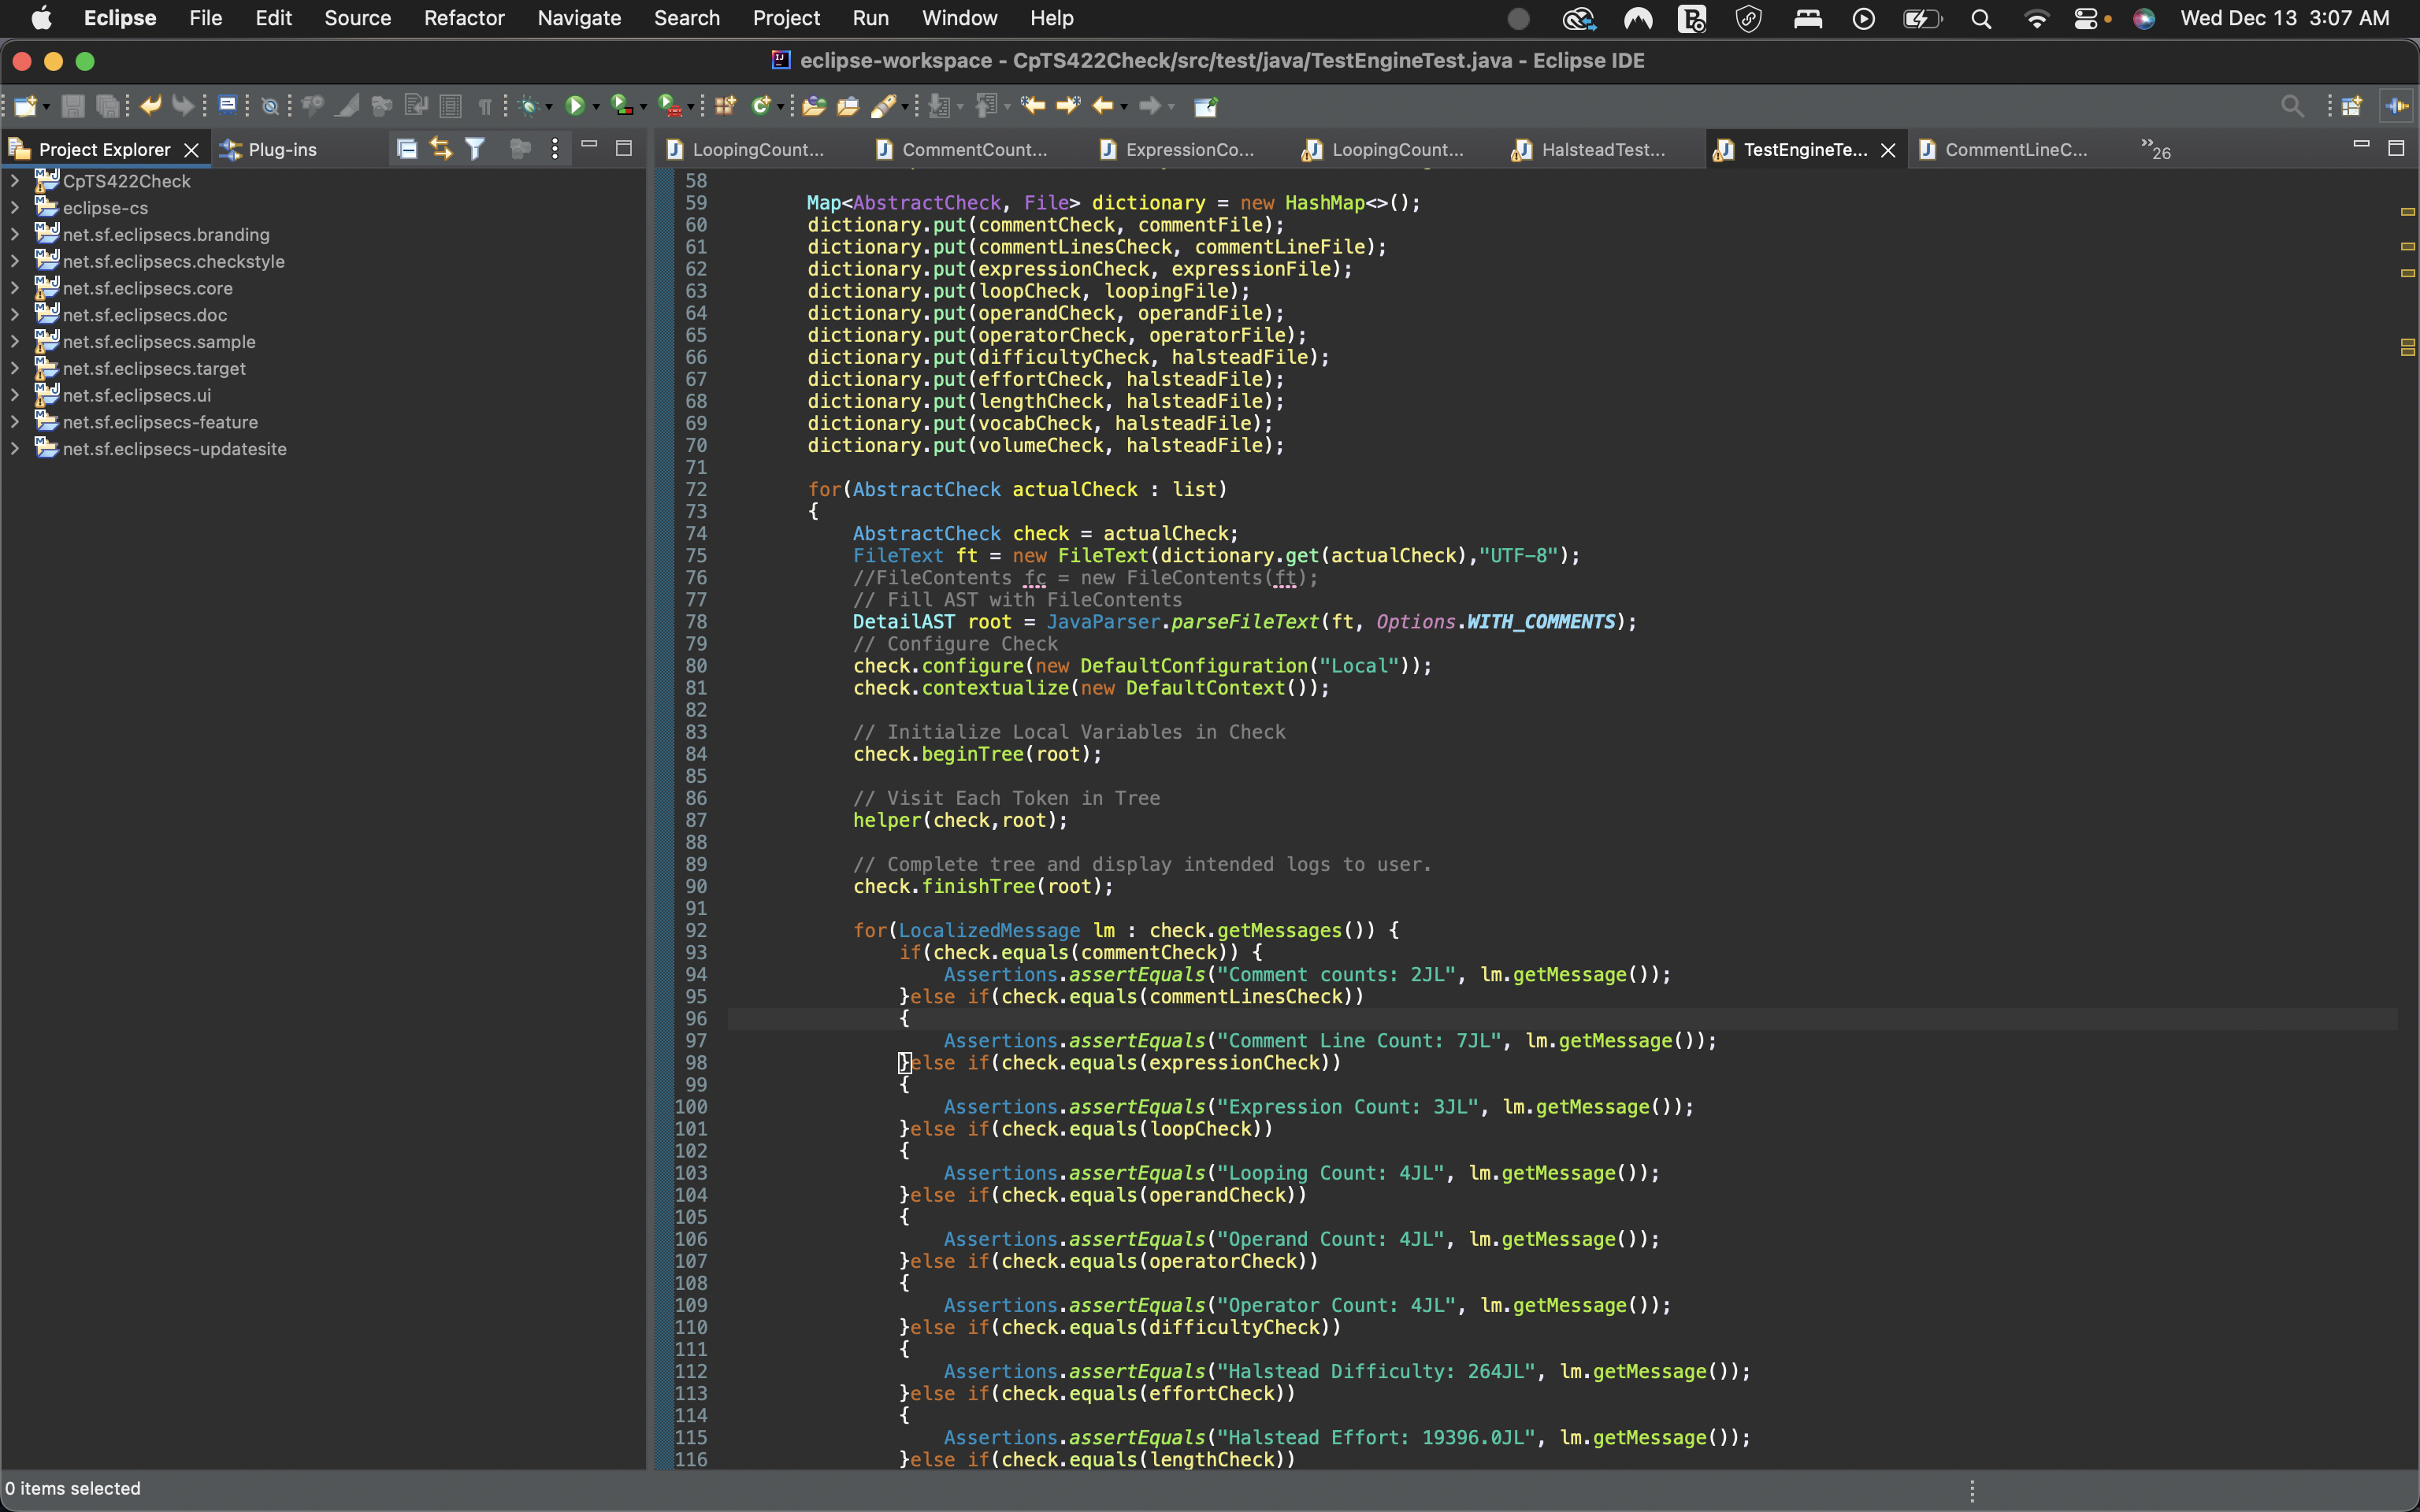 Eclipse File Edit Source Refactor Navigate Search Project Run Window Help Wed Dec 13 3:07 AM
eclipse-workspace - CpTS422Check/src/test/java/TestEngineTest.java - Eclipse IDE
Project Explorer Plug-ins
LoopingCount... CommentCount... ExpressionCo... LoopingCount... HalsteadTest... TestEngineTe... CommentLineC... »26
CpTS422Check
eclipse-cs
net.sf.eclipsecs.branding
net.sf.eclipsecs.checkstyle
net.sf.eclipsecs.core
net.sf.eclipsecs.doc
net.sf.eclipsecs.sample
net.sf.eclipsecs.target
net.sf.eclipsecs.ui
net.sf.eclipsecs-feature
net.sf.eclipsecs-updatesite
58
59 Map<AbstractCheck, File> dictionary = new HashMap<>();
60 dictionary.put(commentCheck, commentFile);
61 dictionary.put(commentLinesCheck, commentLineFile);
62 dictionary.put(expressionCheck, expressionFile);
63 dictionary.put(loopCheck, loopingFile);
64 dictionary.put(operandCheck, operandFile);
65 dictionary.put(operatorCheck, operatorFile);
66 dictionary.put(difficultyCheck, halsteadFile);
67 dictionary.put(effortCheck, halsteadFile);
68 dictionary.put(lengthCheck, halsteadFile);
69 dictionary.put(vocabCheck, halsteadFile);
70 dictionary.put(volumeCheck, halsteadFile);
71
72 for(AbstractCheck actualCheck : list)
73 {
74 AbstractCheck check = actualCheck;
75 FileText ft = new FileText(dictionary.get(actualCheck),"UTF-8");
76 //FileContents fc = new FileContents(ft);
77 // Fill AST with FileContents
78 DetailAST root = JavaParser.parseFileText(ft, Options.WITH_COMMENTS);
79 // Configure Check
80 check.configure(new DefaultConfiguration("Local"));
81 check.contextualize(new DefaultContext());
82
83 // Initialize Local Variables in Check
84 check.beginTree(root);
85
86 // Visit Each Token in Tree
87 helper(check,root);
88
89 // Complete tree and display intended logs to user.
90 check.finishTree(root);
91
92 for(LocalizedMessage lm : check.getMessages()) {
93 if(check.equals(commentCheck)) {
94 Assertions.assertEquals("Comment counts: 2JL", lm.getMessage());
95 }else if(check.equals(commentLinesCheck))
96 {
97 Assertions.assertEquals("Comment Line Count: 7JL", lm.getMessage());
98 }else if(check.equals(expressionCheck))
99 {
100 Assertions.assertEquals("Expression Count: 3JL", lm.getMessage());
101 }else if(check.equals(loopCheck))
102 {
103 Assertions.assertEquals("Looping Count: 4JL", lm.getMessage());
104 }else if(check.equals(operandCheck))
105 {
106 Assertions.assertEquals("Operand Count: 4JL", lm.getMessage());
107 }else if(check.equals(operatorCheck))
108 {
109 Assertions.assertEquals("Operator Count: 4JL", lm.getMessage());
110 }else if(check.equals(difficultyCheck))
111 {
112 Assertions.assertEquals("Halstead Difficulty: 264JL", lm.getMessage());
113 }else if(check.equals(effortCheck))
114 {
115 Assertions.assertEquals("Halstead Effort: 19396.0JL", lm.getMessage());
116 }else if(check.equals(lengthCheck))
0 items selected